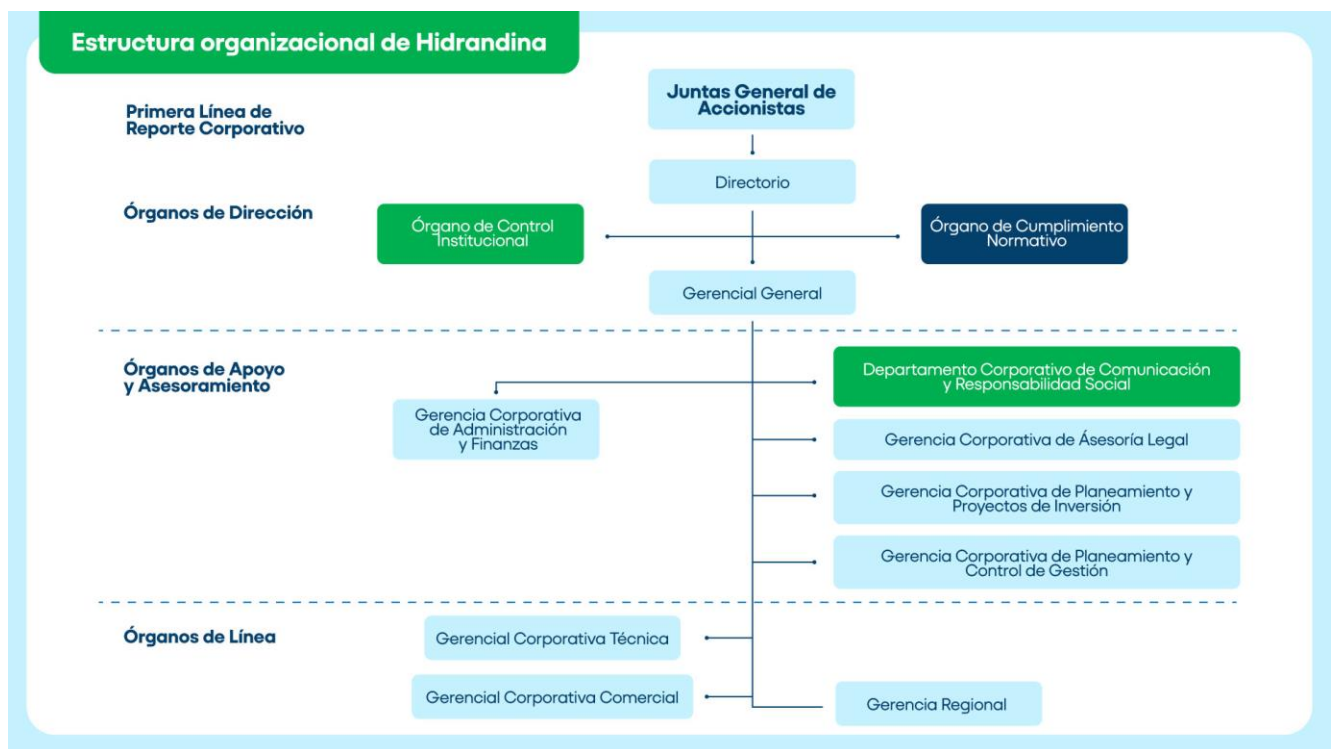 Estructura organizacional de Hidrandina
Primera Línea de
Reporte Corporativo
Juntas General de
Accionistas
Directorio
Órganos de Dirección
Órgano de Control
Institucional
Órgano de Cumplimiento
Normativo
Gerencial General
Órganos de Apoyo
y Asesoramiento
Departamento Corporativo de Comunicación
y Responsabilidad Social
Gerencia Corporativa
de Administración
y Finanzas
Gerencia Corporativa de Ásesoría Legal
Gerencia Corporativa de Planeamiento y
Proyectos de Inversión
Gerencia Corporativa de Planeamiento y
Control de Gestión
Órganos de Línea
Gerencial Corporativa Técnica
Gerencial Corporativa Comercial
Gerencia Regional